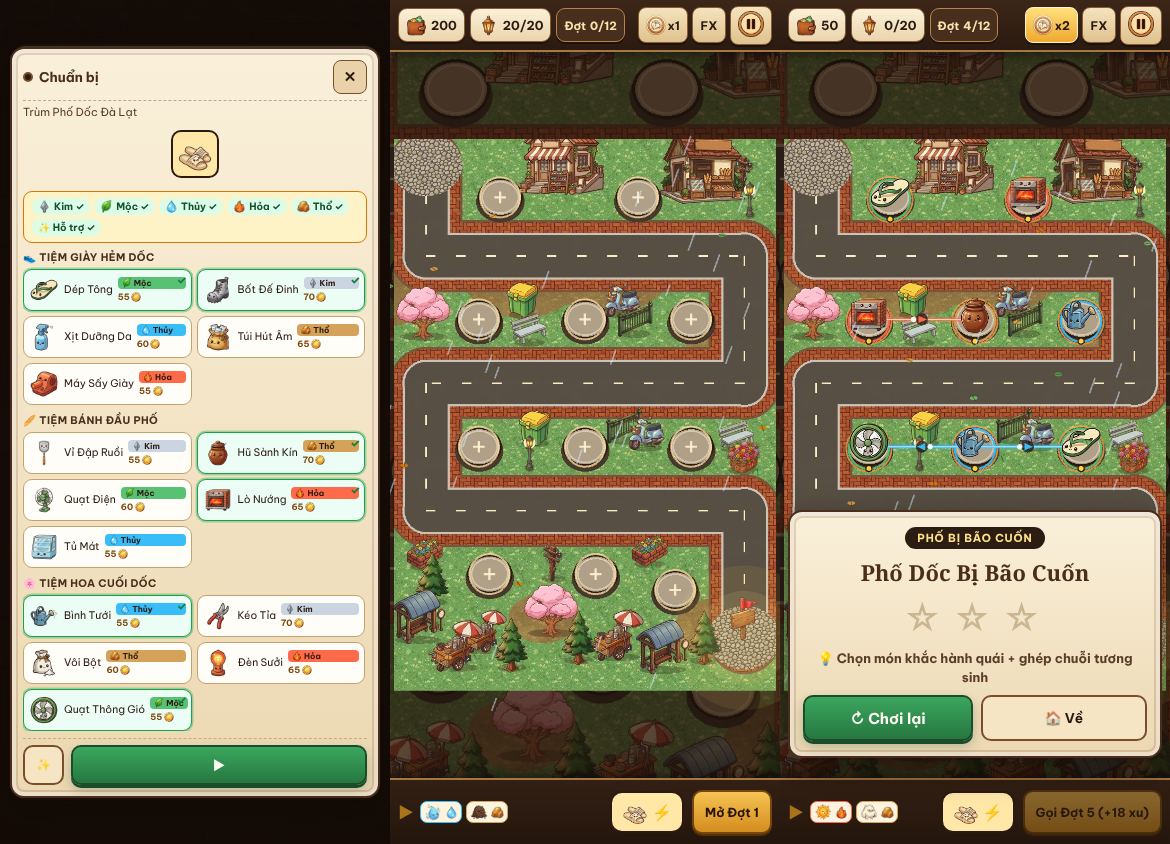 Chuẩn bị
Trùm Phố Dốc Đà Lạt
Kim ✓ Mộc ✓ Thủy ✓ Hỏa ✓ Thổ ✓
Hỗ trợ ✓
TIỆM GIÀY HẺM DỐC
Dép Tông Mộc 55
Bốt Đế Đinh Kim 70
Xịt Dưỡng Da Thủy 60
Túi Hút Ẩm Thổ 65
Máy Sấy Giày Hỏa 55
TIỆM BÁNH ĐẦU PHỐ
Vỉ Đập Ruồi Kim 55
Hũ Sành Kín Thổ 70
Quạt Điện Mộc 60
Lò Nướng Hỏa 65
Tủ Mát Thủy 55
TIỆM HOA CUỐI DỐC
Bình Tưới Thủy 55
Kéo Tỉa Kim 70
Vôi Bột Thổ 60
Đèn Sưởi Hỏa 65
Quạt Thông Gió Mộc 55
200 20/20 Đợt 0/12 x1 FX
Mở Đợt 1
50 0/20 Đợt 4/12 x2 FX
PHỐ BỊ BÃO CUỐN
Phố Dốc Bị Bão Cuốn
Chọn món khắc hành quái + ghép chuỗi tương
sinh
Chơi lại
Về
Gọi Đợt 5 (+18 xu)